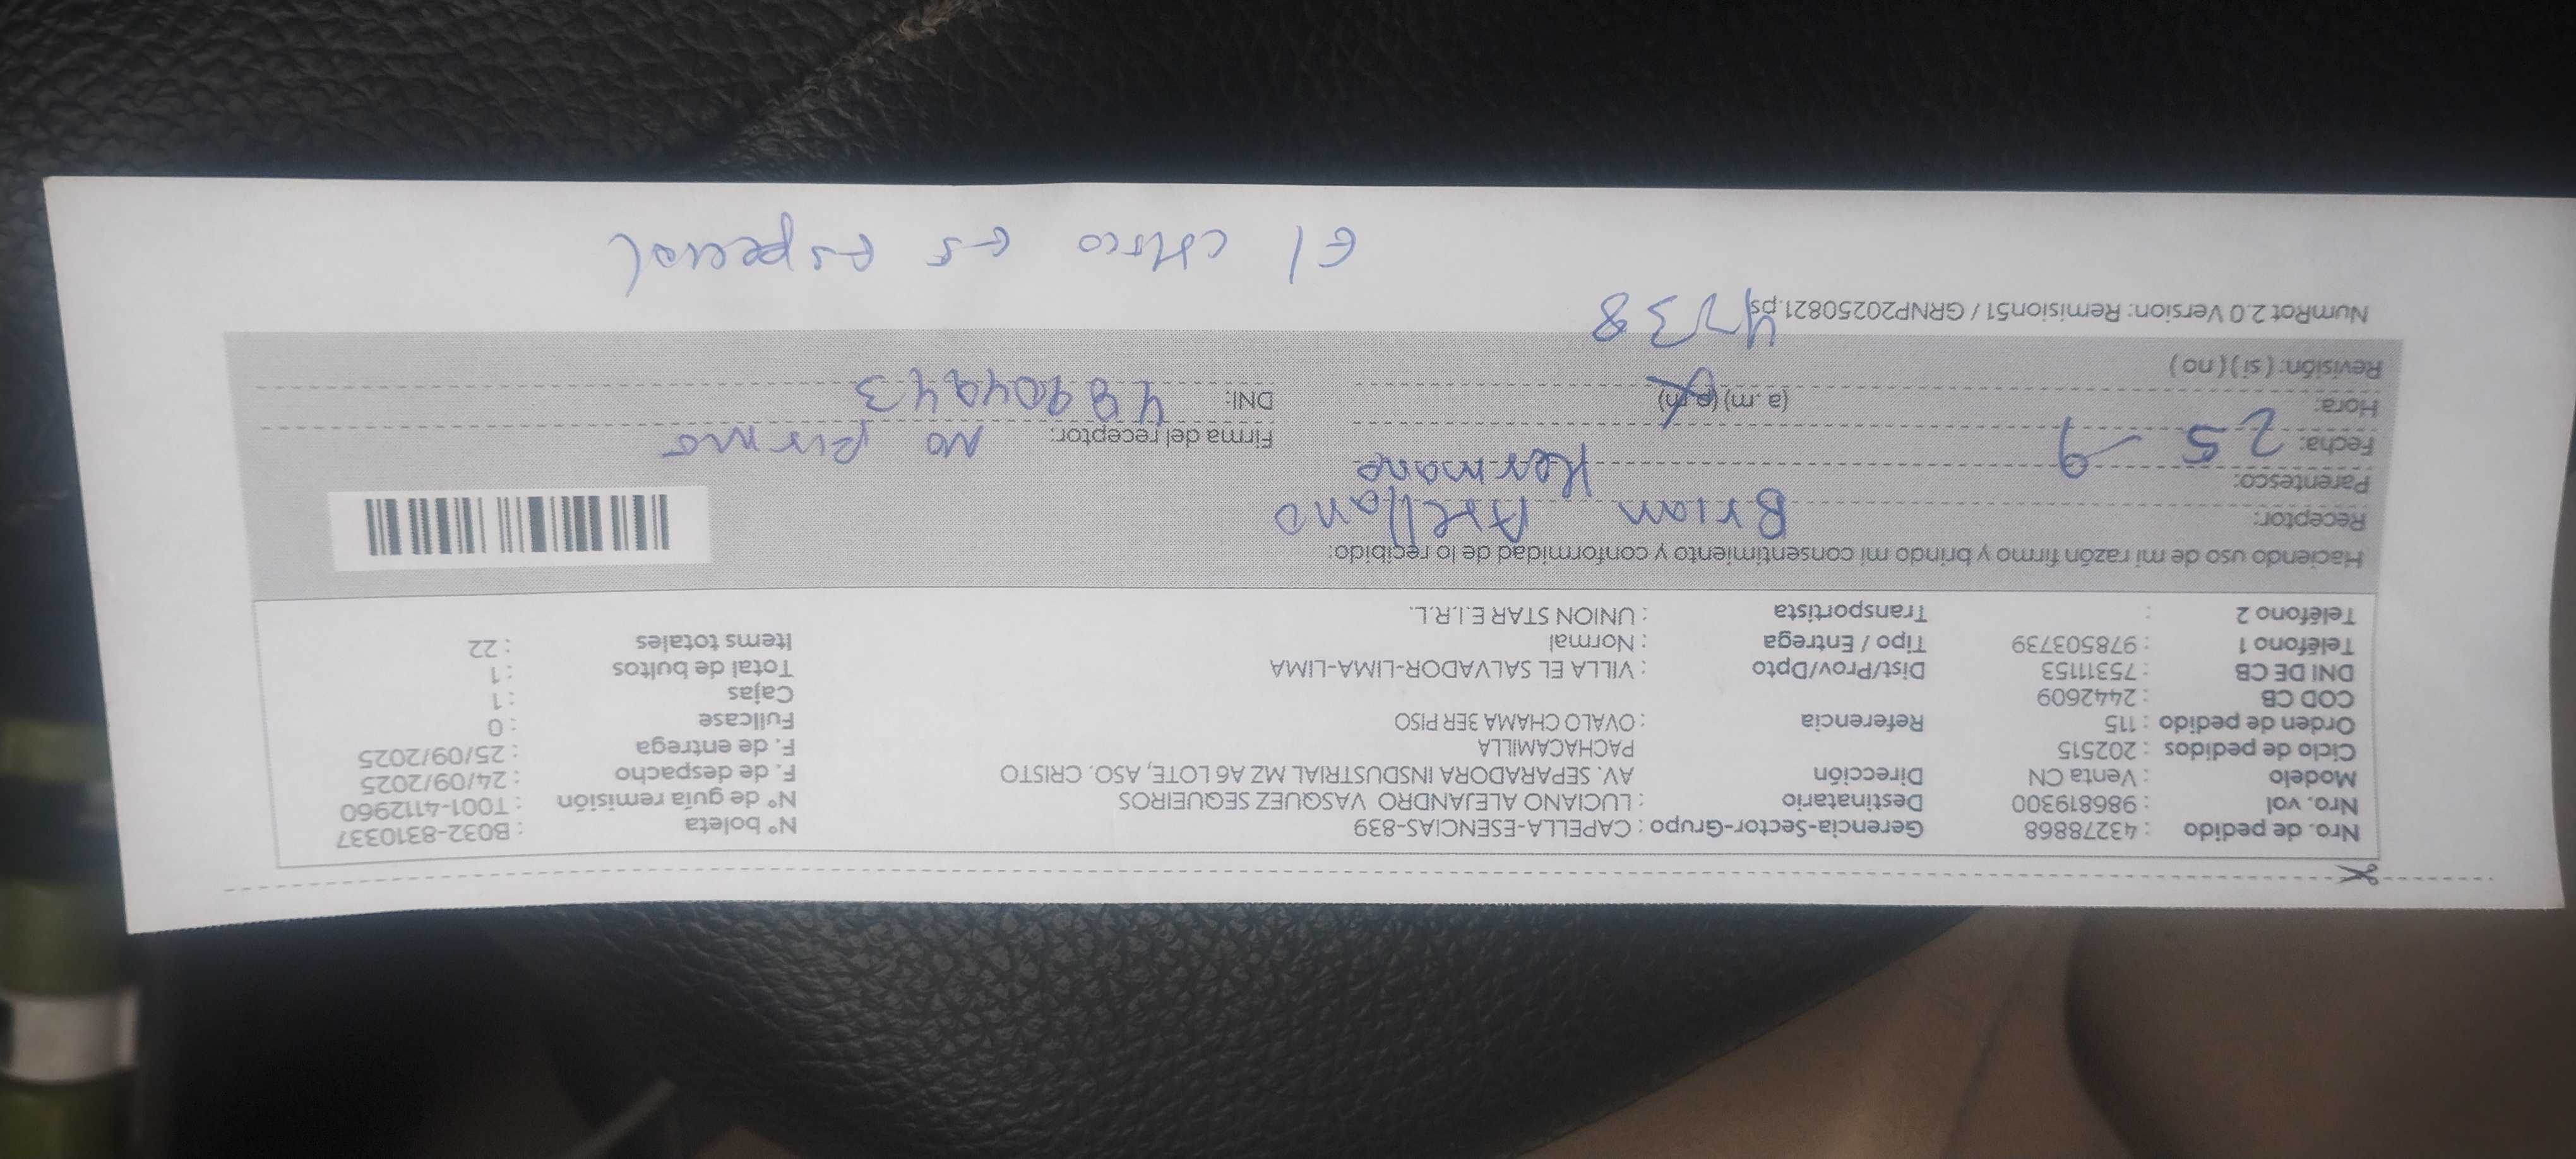 Nro. de pedido : 43278868 Gerencia-Sector-Grupo : CAPELLA-ESENCIAS-839 N° boleta : B032-8310337
Nro. vol : 986819300 Destinatario : LUCIANO ALEJANDRO VASQUEZ SEQUEIROS N° de guía remisión : T001-4112960
Modelo : Venta CN Dirección AV. SEPARADORA INSDUSTRIAL MZ A6 LOTE, ASO. CRISTO F. de despacho : 24/09/2025
Ciclo de pedidos : 202515 PACHACAMILLA F. de entrega : 25/09/2025
Orden de pedido : 115 Referencia : OVALO CHAMA 3ER PISO Fullcase : 0
COD CB : 2442609 Cajas : 1
DNI DE CB : 75311153 Dist/Prov/Dpto : VILLA EL SALVADOR-LIMA-LIMA Total de bultos : 1
Teléfono 1 : 978503739 Tipo / Entrega : Normal Items totales : 22
Teléfono 2 : Transportista : UNION STAR E.I.R.L.
Haciendo uso de mi razón firmo y brindo mi consentimiento y conformidad de lo recibido:
Receptor: Brian Arellano
Parentesco: Hermano
Fecha: 25-9 Firma del receptor: NO firma
Hora: (a.m) (p.m) DNI: 48904943
Revisión: ( si ) ( no )
4738
NumRot 2.0 Version: Remision51 / GRNP20250821.ps
El chico es especial